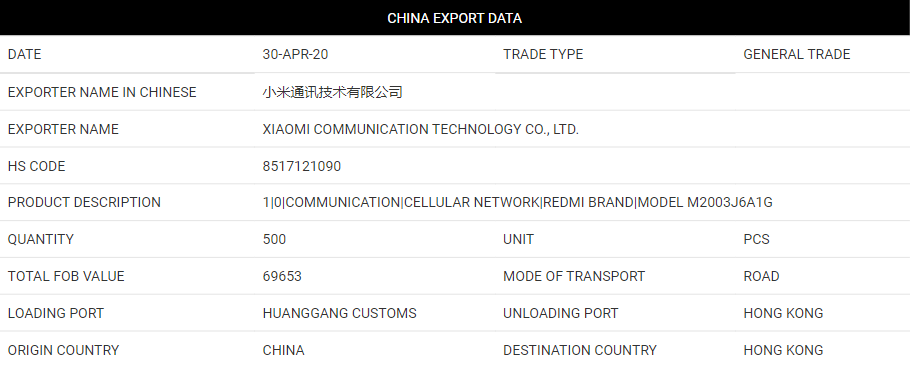 CHINA EXPORT DATA
DATE 30-APR-20 TRADE TYPE GENERAL TRADE
EXPORTER NAME IN CHINESE 小米通讯技术有限公司
EXPORTER NAME XIAOMI COMMUNICATION TECHNOLOGY CO., LTD.
HS CODE 8517121090
PRODUCT DESCRIPTION 1|0|COMMUNICATION|CELLULAR NETWORK|REDMI BRAND|MODEL M2003J6A1G
QUANTITY 500 UNIT PCS
TOTAL FOB VALUE 69653 MODE OF TRANSPORT ROAD
LOADING PORT HUANGGANG CUSTOMS UNLOADING PORT HONG KONG
ORIGIN COUNTRY CHINA DESTINATION COUNTRY HONG KONG